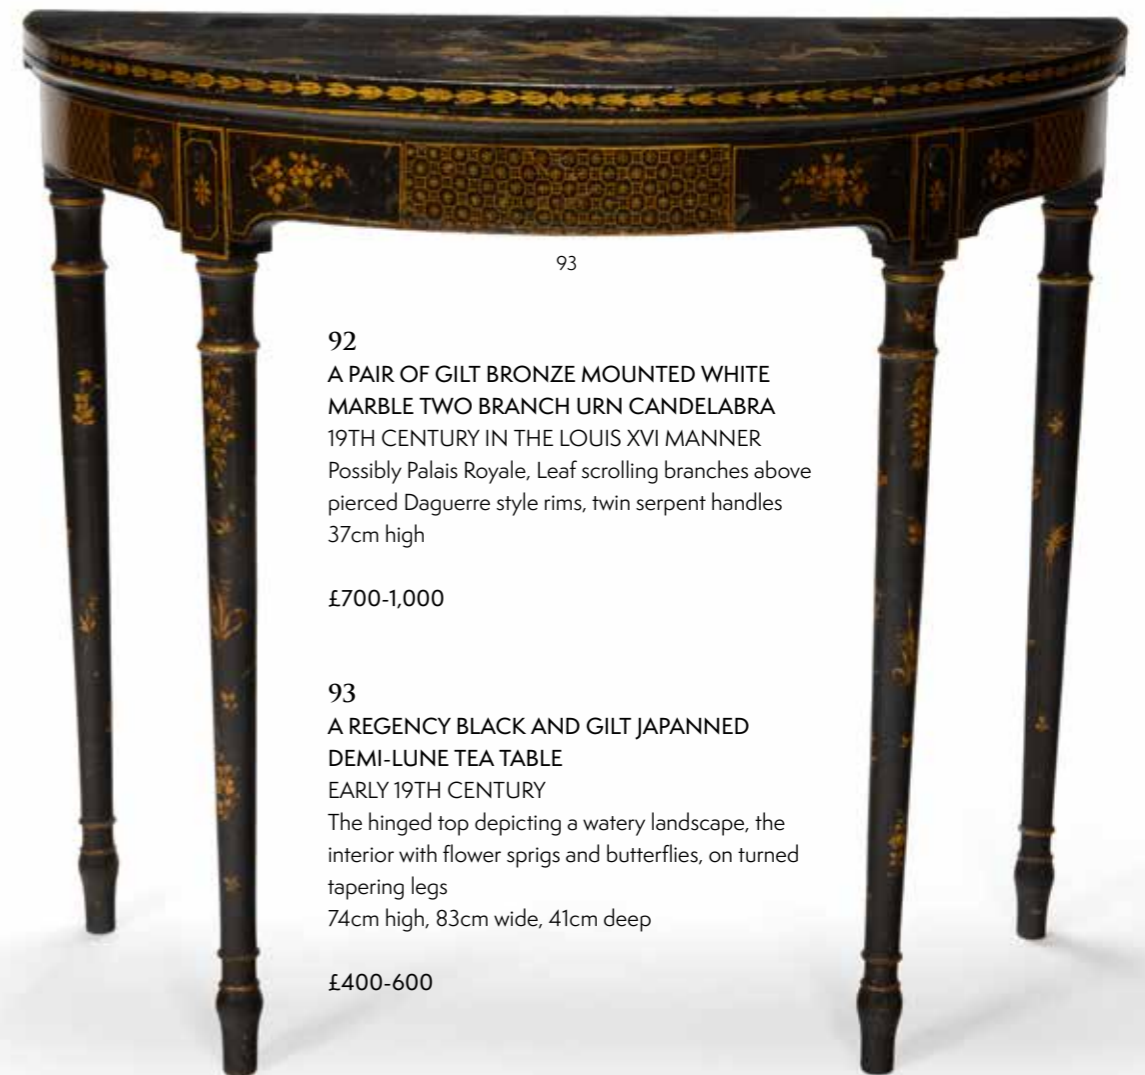 93
92
A PAIR OF GILT BRONZE MOUNTED WHITE
MARBLE TWO BRANCH URN CANDELABRA
19TH CENTURY IN THE LOUIS XVI MANNER
Possibly Palais Royale, Leaf scrolling branches above
pierced Daguerre style rims, twin serpent handles
37cm high
£700-1,000
93
A REGENCY BLACK AND GILT JAPANNED
DEMI-LUNE TEA TABLE
EARLY 19TH CENTURY
The hinged top depicting a watery landscape, the
interior with flower sprigs and butterflies, on turned
tapering legs
74cm high, 83cm wide, 41cm deep
£400-600